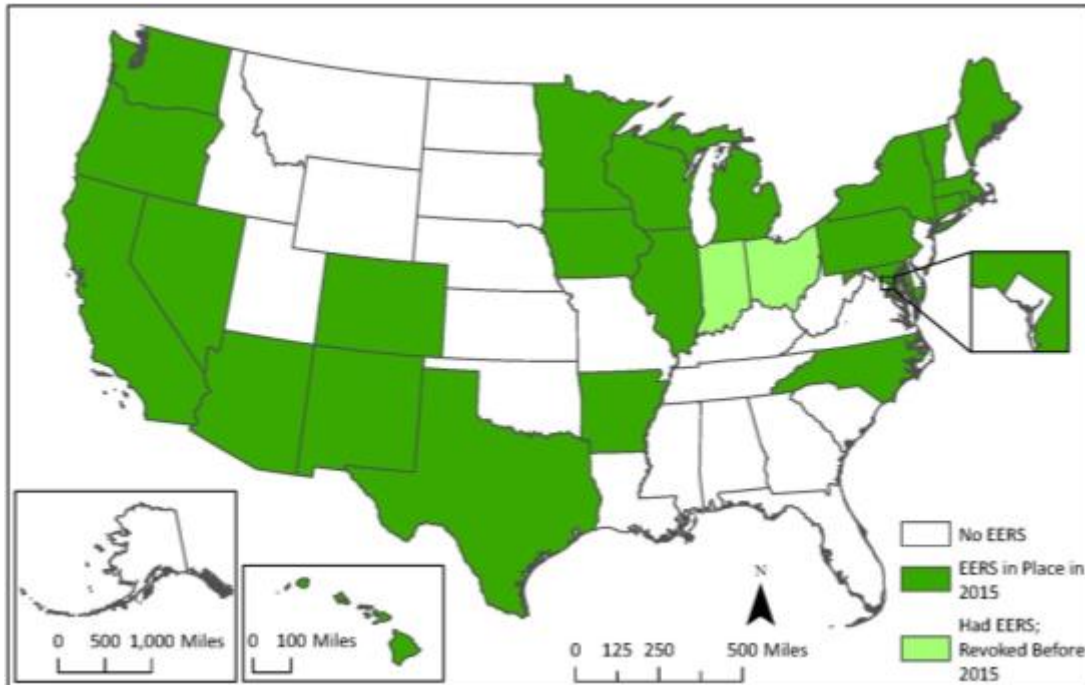 No EERS
EERS in Place in
2015
Had EERS;
Revoked Before
2015
N
0 500 1,000 Miles
0 100 Miles
0 125 250 500 Miles